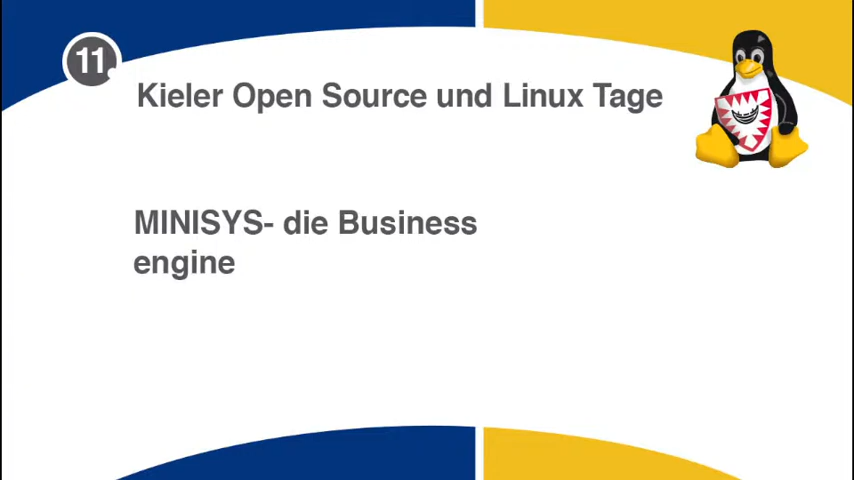 11.
Kieler Open Source und Linux Tage
MINISYS- die Business
engine